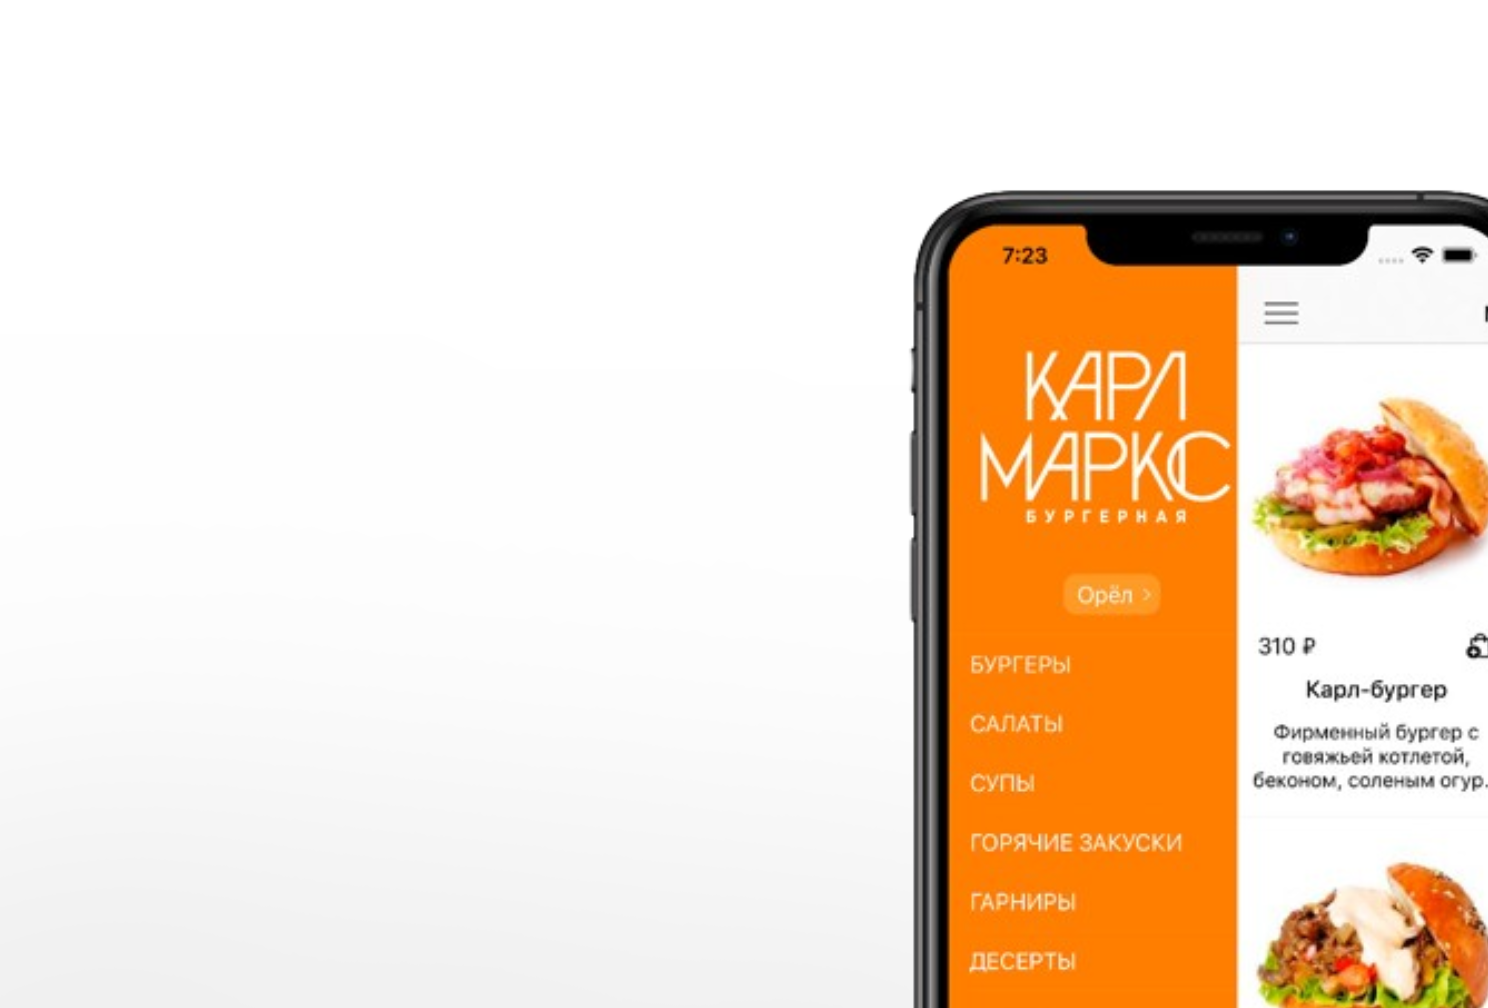 7:23
КАРЛ
МАРКС
БУРГЕРНАЯ
Орёл
БУРГЕРЫ
САЛАТЫ
СУПЫ
ГОРЯЧИЕ ЗАКУСКИ
ГАРНИРЫ
ДЕСЕРТЫ
310 ₽
Карл-бургер
Фирменный бургер с
говяжьей котлетой,
беконом, соленым огур.